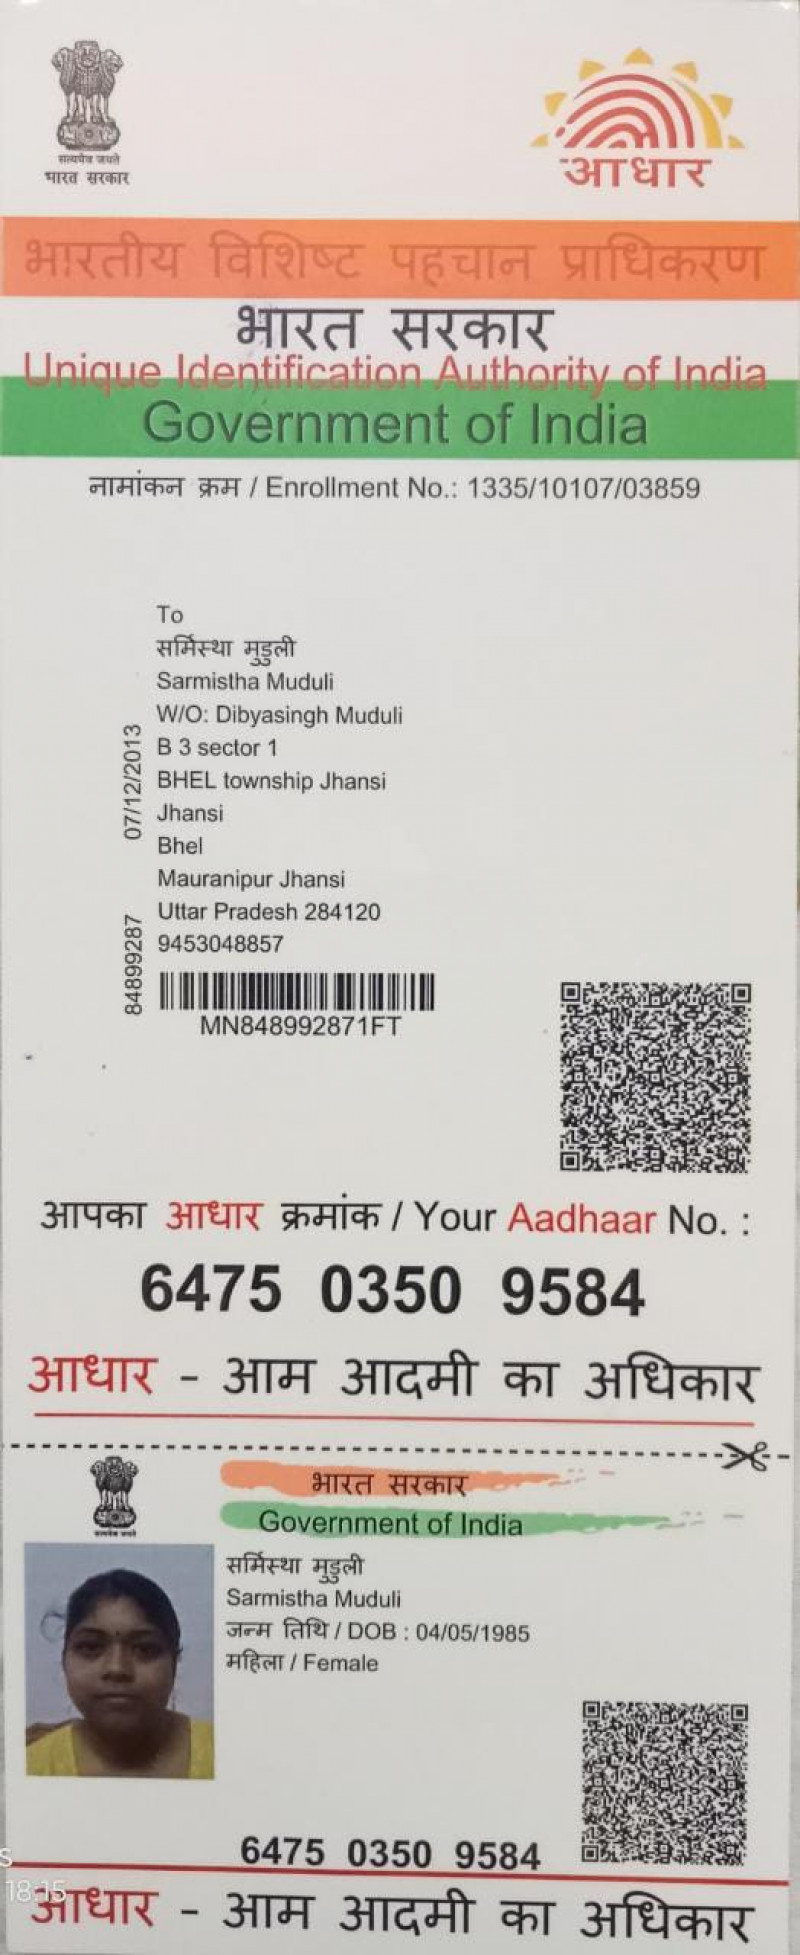 सत्यमेव जयते
भारत सरकार
आधार
भारतीय विशिष्ट पहचान प्राधिकरण
भारत सरकार
Unique Identification Authority of India
Government of India
नामांकन क्रम / Enrollment No.: 1335/10107/03859
To
सर्मिस्था मुडुली
Sarmistha Muduli
W/O: Dibyasingh Muduli
B 3 sector 1
BHEL township Jhansi
Jhansi
Bhel
Mauranipur Jhansi
Uttar Pradesh 284120
9453048857
07/12/2013
84899287
MN848992871FT
आपका आधार क्रमांक / Your Aadhaar No. :
6475 0350 9584
आधार - आम आदमी का अधिकार
भारत सरकार
Government of India
सर्मिस्था मुडुली
Sarmistha Muduli
जन्म तिथि / DOB : 04/05/1985
महिला / Female
6475 0350 9584
18:15
आधार - आम आदमी का अधिकार